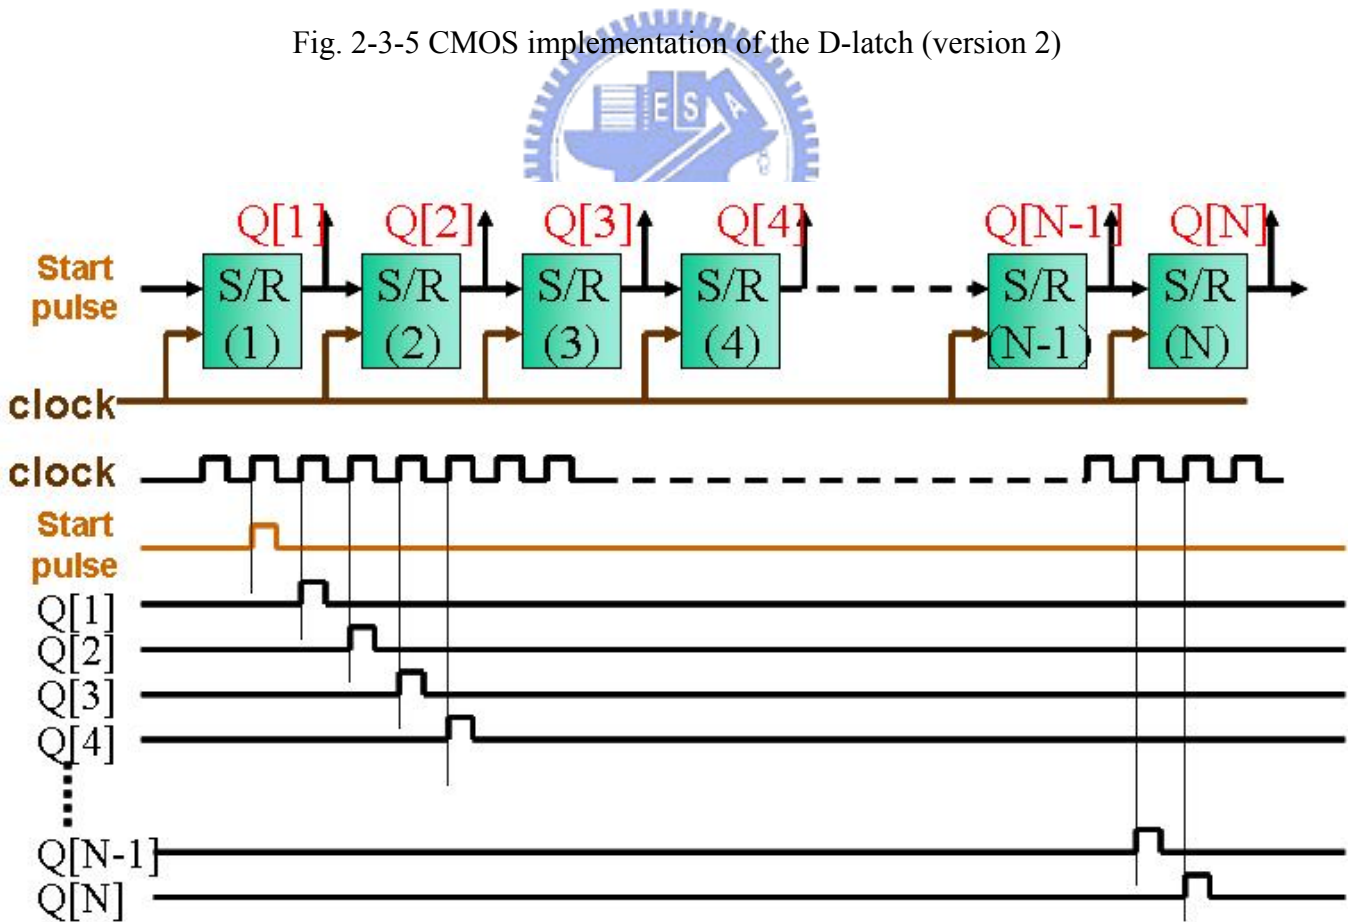 Fig. 2-3-5 CMOS implementation of the D-latch (version 2)
E S A
Q[1] Q[2] Q[3] Q[4] Q[N-1] Q[N]
Start
pulse
S/R S/R S/R S/R S/R S/R
(1) (2) (3) (4) (N-1) (N)
clock
clock
Start
pulse
Q[1]
Q[2]
Q[3]
Q[4]
Q[N-1]
Q[N]